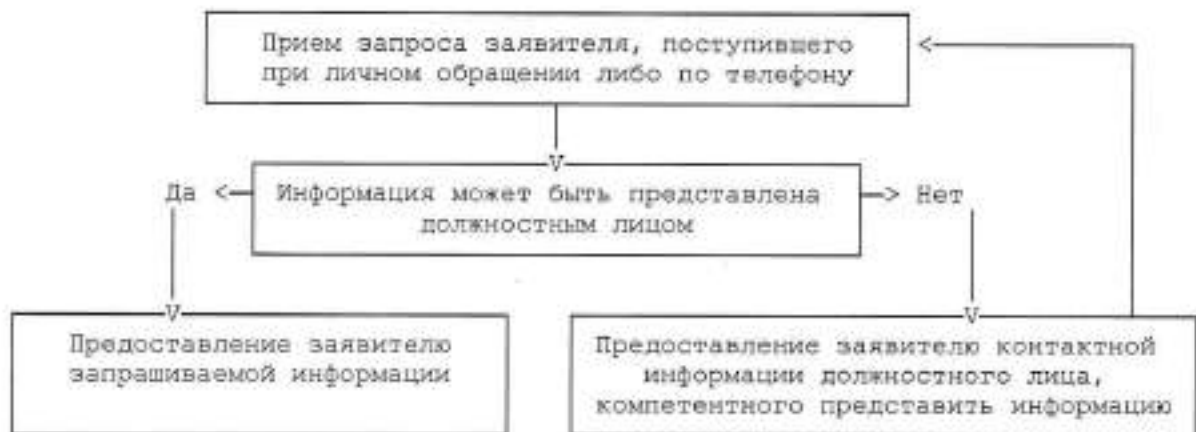 Прием запроса заявителя, поступившего
при личном обращении либо по телефону
Да
Информация может быть представлена
должностным лицом
Нет
Предоставление заявителю
запрашиваемой информации
Предоставление заявителю контактной
информации должностного лица,
компетентного представить информацию